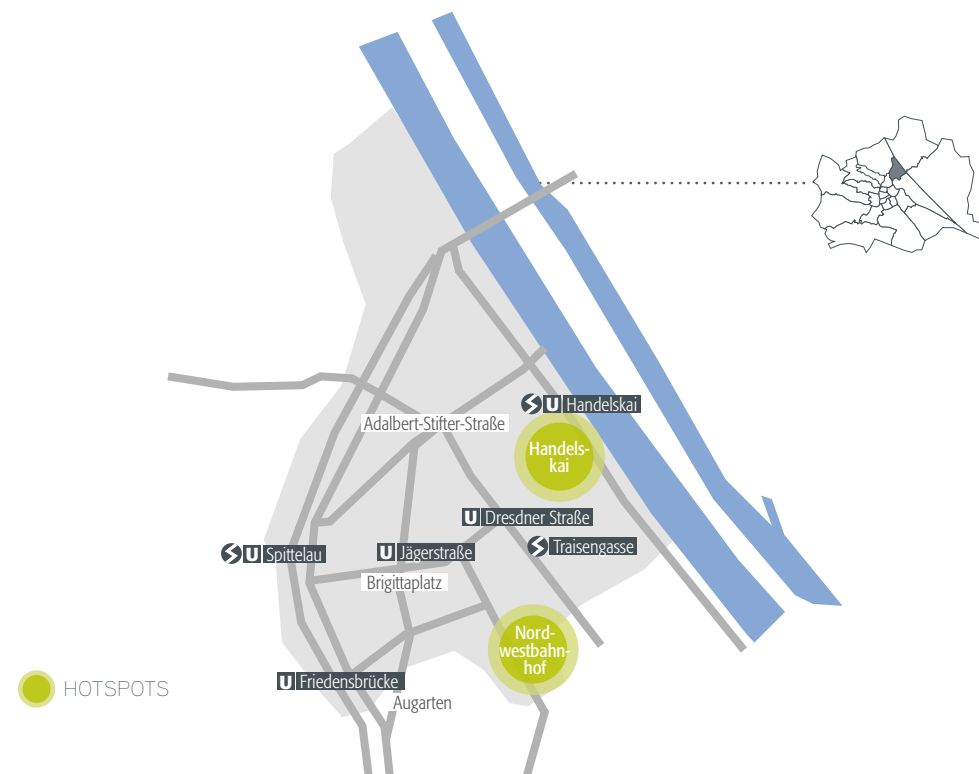 S U Handelskai
Adalbert-Stifter-Straße
Handels-
kai
U Dresdner Straße
S Traisengasse
S U Spittelau
U Jägerstraße
Brigittaplatz
Nord-
westbahn-
hof
U Friedensbrücke
HOTSPOTS
Augarten